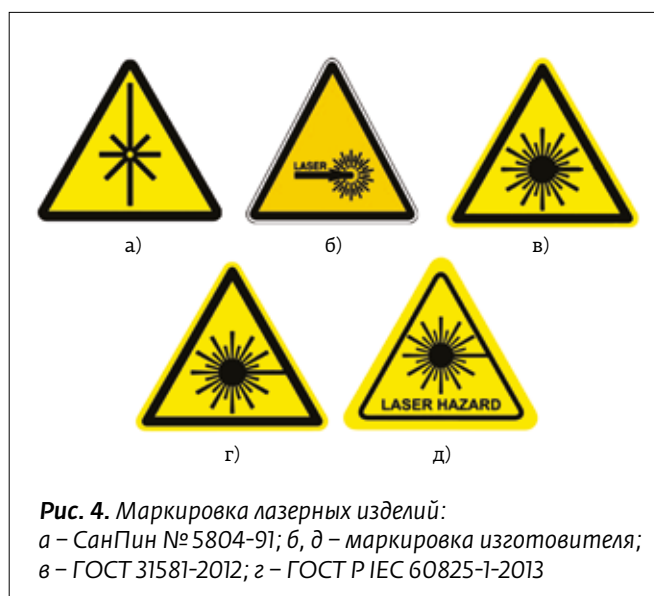 LASER
а)
б)
в)
LASER HAZARD
г)
д)
Рис. 4. Маркировка лазерных изделий:
а – СанПин № 5804-91; б, д – маркировка изготовителя;
в – ГОСТ 31581-2012; г – ГОСТ Р IEC 60825-1-2013